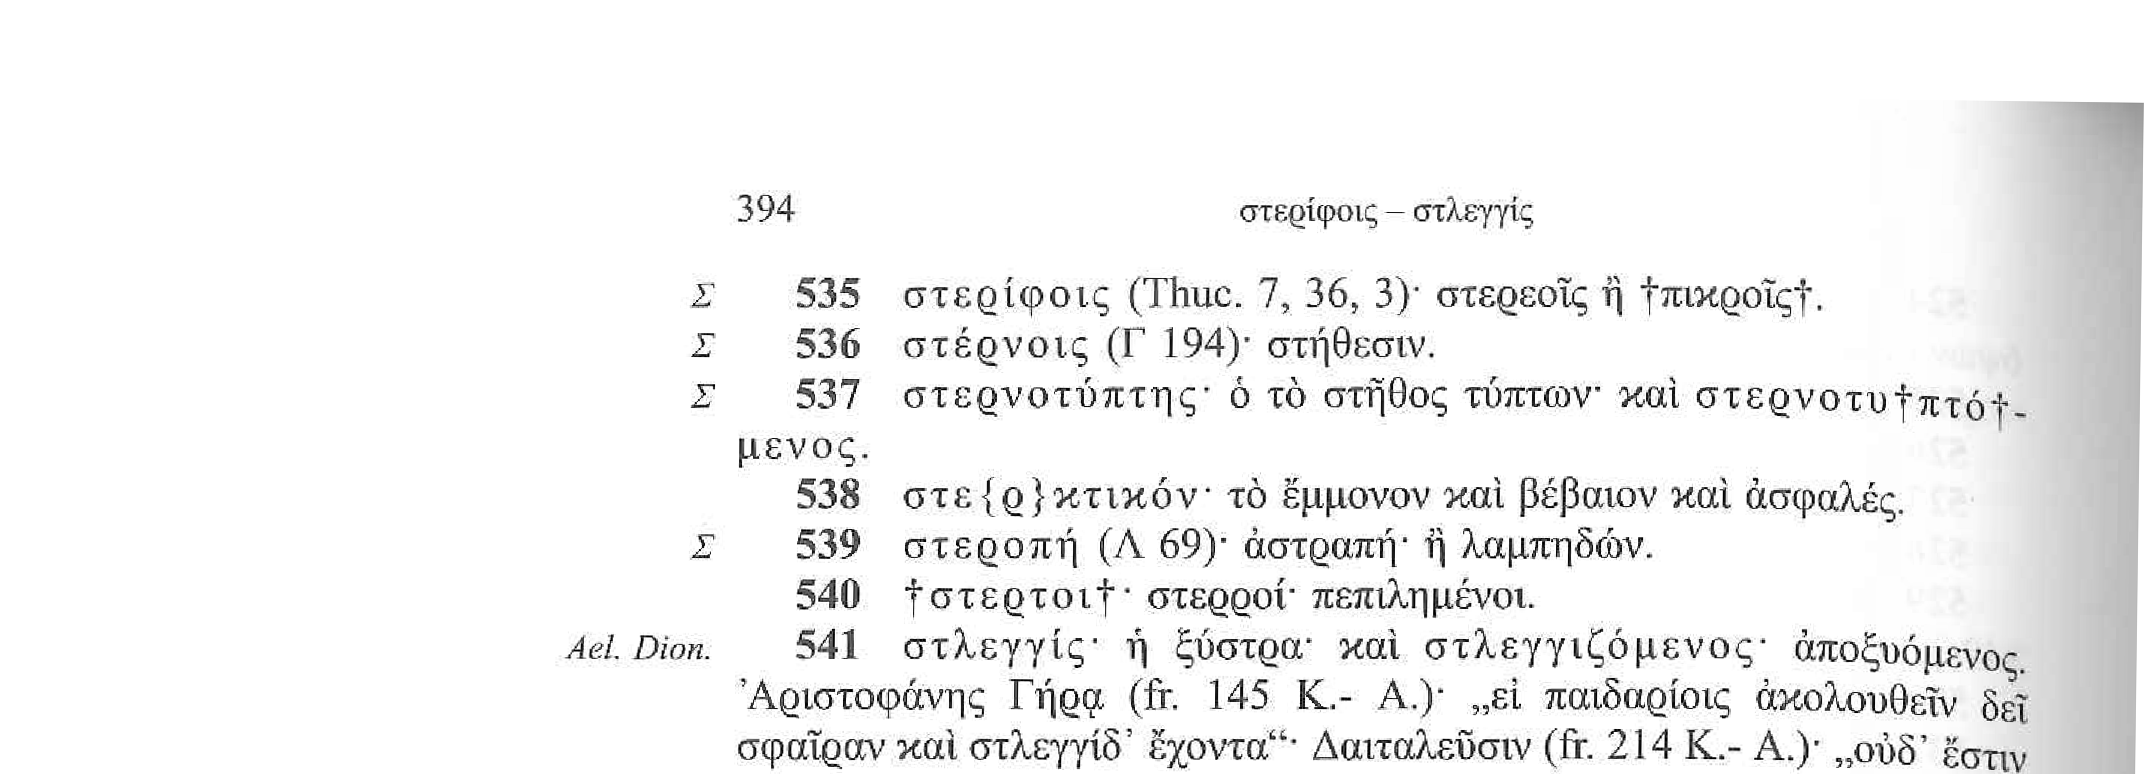 394 στερίφοις – στλεγγίς
Σ 535 στερίφοις (Thuc. 7, 36, 3)· στερεοῖς ἢ †πικροῖς†.
Σ 536 στέρνοις (Γ 194)· στήθεσιν.
Σ 537 στερνοτύπτης· ὁ τὸ στῆθος τύπτων· καὶ στερνοτυ†πτό†-
μενος.
538 στε{ρ}κτικόν· τὸ ἔμμονον καὶ βέβαιον καὶ ἀσφαλές.
Σ 539 στεροπή (Λ 69)· ἀστραπή· ἢ λαμπηδών.
540 †στερτοι†· στερροί· πεπιλημένοι.
Ael. Dion. 541 στλεγγίς· ἡ ξύστρα· καὶ στλεγγιζόμενος· ἀποξυόμενος.
Ἀριστοφάνης Γήρᾳ (fr. 145 K.- A.)· „εἰ παιδαρίοις ἀκολουθεῖν δεῖ
σφαῖραν καὶ στλεγγίδ’ ἔχοντα“· Δαιταλεῦσιν (fr. 214 K.- A.)· „οὐδ’ ἔστιν